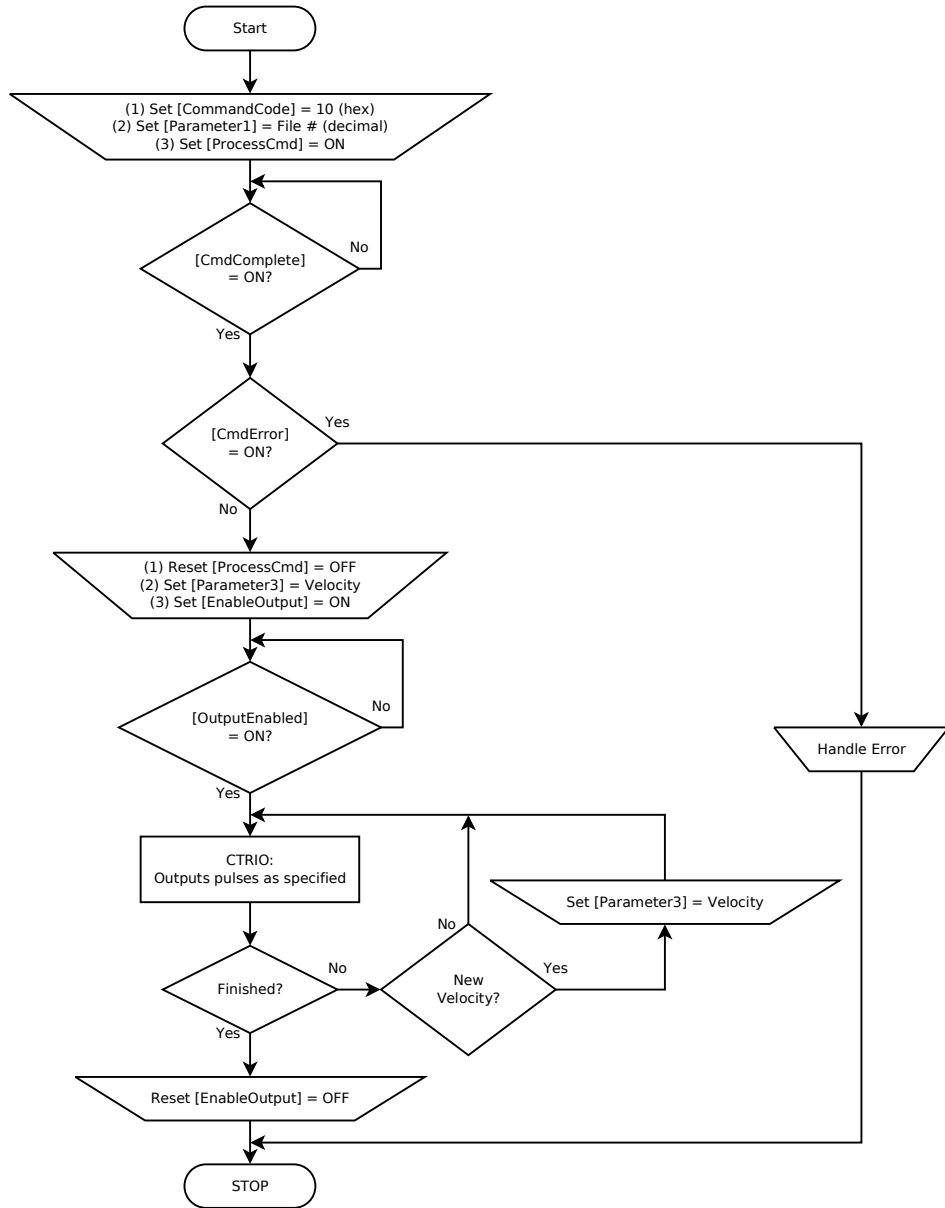 Start
(1) Set [CommandCode] = 10 (hex)
(2) Set [Parameter1] = File # (decimal)
(3) Set [ProcessCmd] = ON
[CmdComplete]
= ON?
No
Yes
[CmdError]
= ON?
Yes
No
(1) Reset [ProcessCmd] = OFF
(2) Set [Parameter3] = Velocity
(3) Set [EnableOutput] = ON
[OutputEnabled]
= ON?
No
Yes
Handle Error
CTRIO:
Outputs pulses as specified
Set [Parameter3] = Velocity
Finished?
No
Yes
New
Velocity?
No
Yes
Reset [EnableOutput] = OFF
STOP